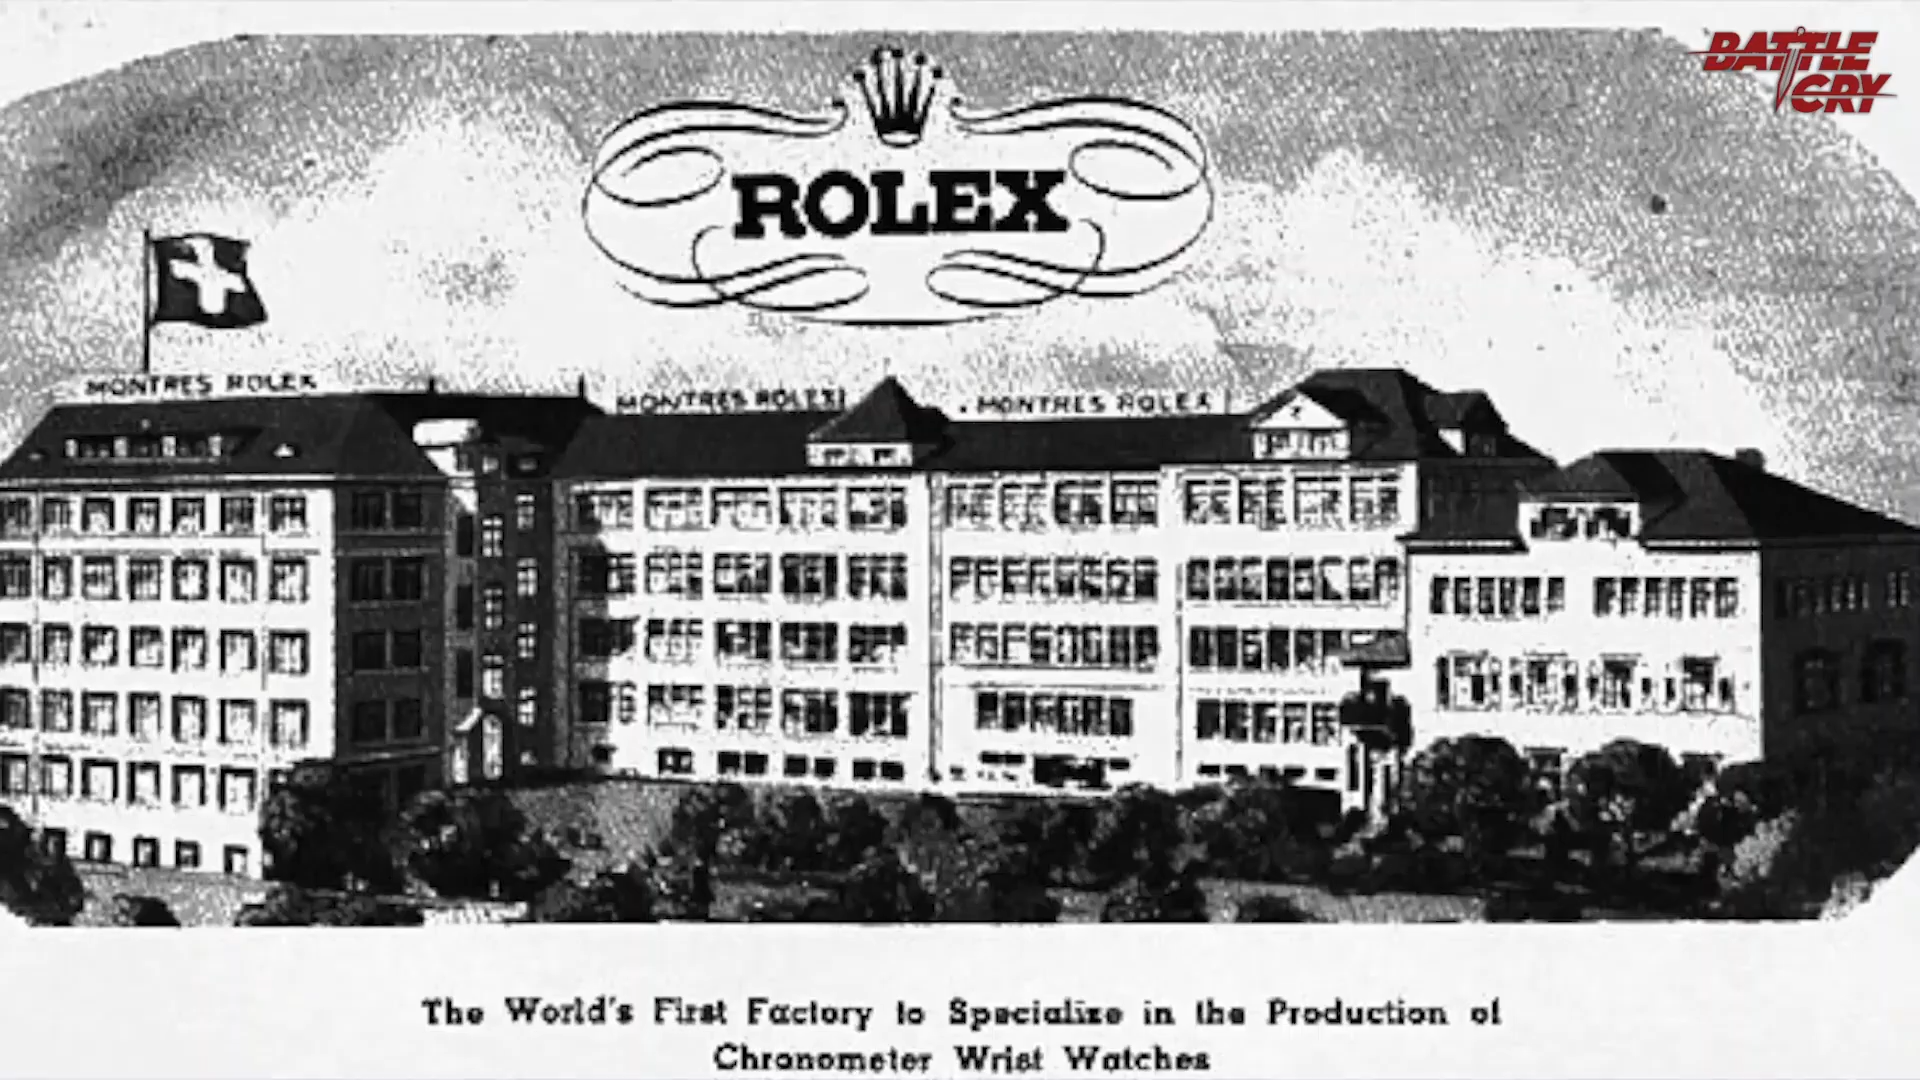 BATTLE
CRY
ROLEX
MONTRES ROLEX
MONTRES ROLEX
MONTRES ROLEX
The World's First Factory to Specialize in the Production of
Chronometer Wrist Watches